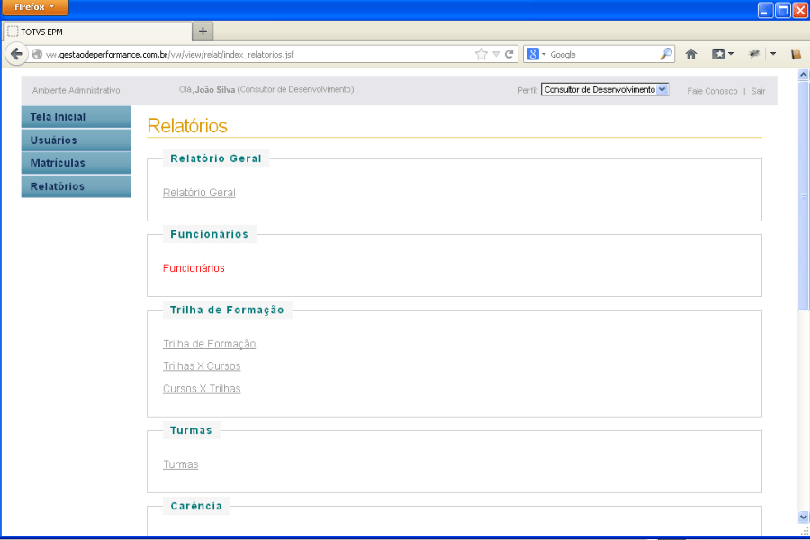 Firefox
TOTVS EPM
ww.gestaodeperformance.com.br/vw/view/relat/index_relatorios.jsf
Google
Ambiente Administrativo
Olá, João Silva (Consultor de Desenvolvimento)
Perfil: Consultor de Desenvolvimento
Fale Conosco | Sair
Tela Inicial
Usuários
Matrículas
Relatórios
Relatórios
Relatório Geral
Relatório Geral
Funcionários
Funcionários
Trilha de Formação
Trilha de Formação
Trilhas X Cursos
Cursos X Trilhas
Turmas
Turmas
Carência